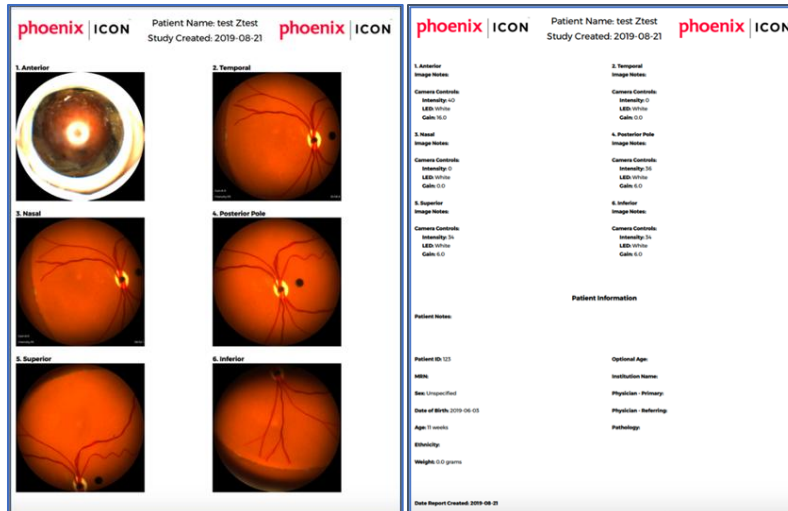 phoenix | ICON™
Patient Name: test Ztest
Study Created: 2019-08-21
phoenix | ICON™
1. Anterior
2. Temporal
3. Nasal
4. Posterior Pole
5. Superior
6. Inferior
phoenix | ICON™
Patient Name: test Ztest
Study Created: 2019-08-21
phoenix | ICON
1. Anterior
Image Notes:
Camera Controls:
Intensity: 40
LED: White
Gain: 16.0
2. Temporal
Image Notes:
Camera Controls:
Intensity: 0
LED: White
Gain: 0.0
3. Nasal
Image Notes:
Camera Controls:
Intensity: 0
LED: White
Gain: 0.0
4. Posterior Pole
Image Notes:
Camera Controls:
Intensity: 36
LED: White
Gain: 6.0
5. Superior
Image Notes:
Camera Controls:
Intensity: 34
LED: White
Gain: 6.0
6. Inferior
Image Notes:
Camera Controls:
Intensity: 34
LED: White
Gain: 6.0
Patient Information
Patient Notes:
Patient ID: 123
Optional Age:
MRN:
Institution Name:
Sex: Unspecified
Physician - Primary:
Date of Birth: 2019-06-03
Physician - Referring:
Age: 11 weeks
Pathology:
Ethnicity:
Weight: 0.0 grams
Date Report Created: 2019-08-21